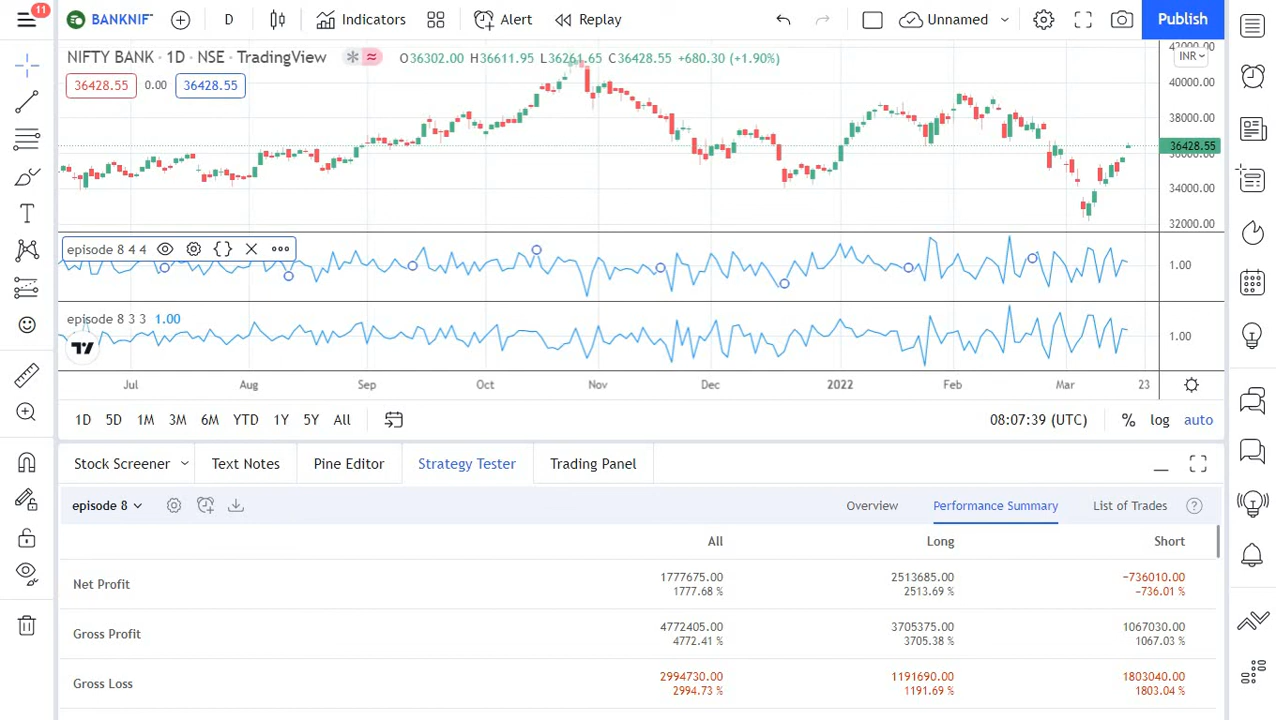 11
BANKNIF
D
Indicators
Alert
Replay
Unnamed
Publish
NIFTY BANK · 1D · NSE · TradingView
O36302.00 H36611.95 L36261.65 C36428.55 +680.30 (+1.90%)
36428.55 0.00 36428.55
42000.00
INR
40000.00
38000.00
36428.55
36000.00
34000.00
32000.00
episode 8 4 4
1.00
episode 8 3 3 1.00
1.00
Jul Aug Sep Oct Nov Dec 2022 Feb Mar 23
1D 5D 1M 3M 6M YTD 1Y 5Y All
08:07:39 (UTC) % log auto
Stock Screener Text Notes Pine Editor Strategy Tester Trading Panel
episode 8
Overview Performance Summary List of Trades ?
All Long Short
Net Profit
1777675.00 2513685.00 −736010.00
1777.68 % 2513.69 % −736.01 %
Gross Profit
4772405.00 3705375.00 1067030.00
4772.41 % 3705.38 % 1067.03 %
Gross Loss
2994730.00 1191690.00 1803040.00
2994.73 % 1191.69 % 1803.04 %